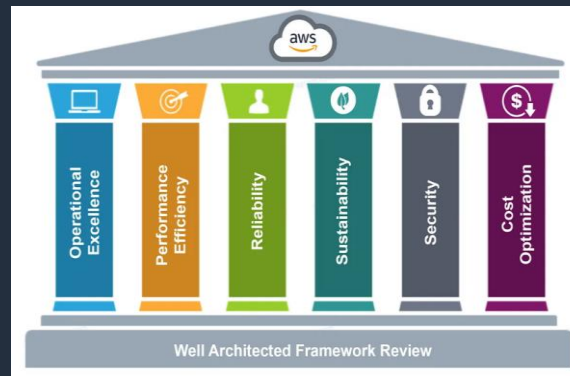 aws
Operational
Excellence
Performance
Efficiency
Reliability
Sustainability
Security
Cost
Optimization
Well Architected Framework Review